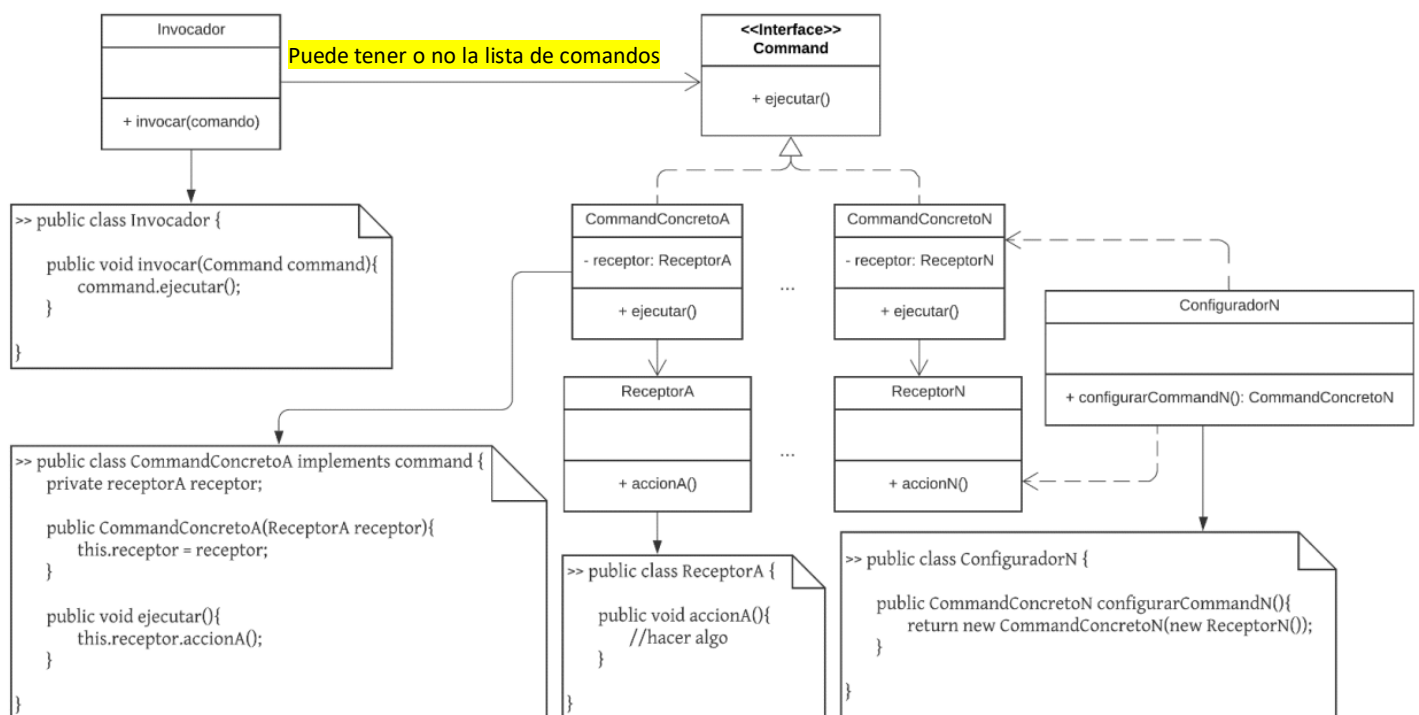 Invocador
+ invocar(comando)
Puede tener o no la lista de comandos
<<Interface>>
Command
+ ejecutar()
>> public class Invocador {
public void invocar(Command command){
command.ejecutar();
}
}
CommandConcretoA
- receptor: ReceptorA
+ ejecutar()
...
CommandConcretoN
- receptor: ReceptorN
+ ejecutar()
ConfiguradorN
+ configurarCommandN(): CommandConcretoN
ReceptorA
+ accionA()
...
ReceptorN
+ accionN()
>> public class CommandConcretoA implements command {
private receptorA receptor;
public CommandConcretoA(ReceptorA receptor){
this.receptor = receptor;
}
public void ejecutar(){
this.receptor.accionA();
}
}
>> public class ReceptorA {
public void accionA(){
//hacer algo
}
}
>> public class ConfiguradorN {
public CommandConcretoN configurarCommandN(){
return new CommandConcretoN(new ReceptorN());
}
}